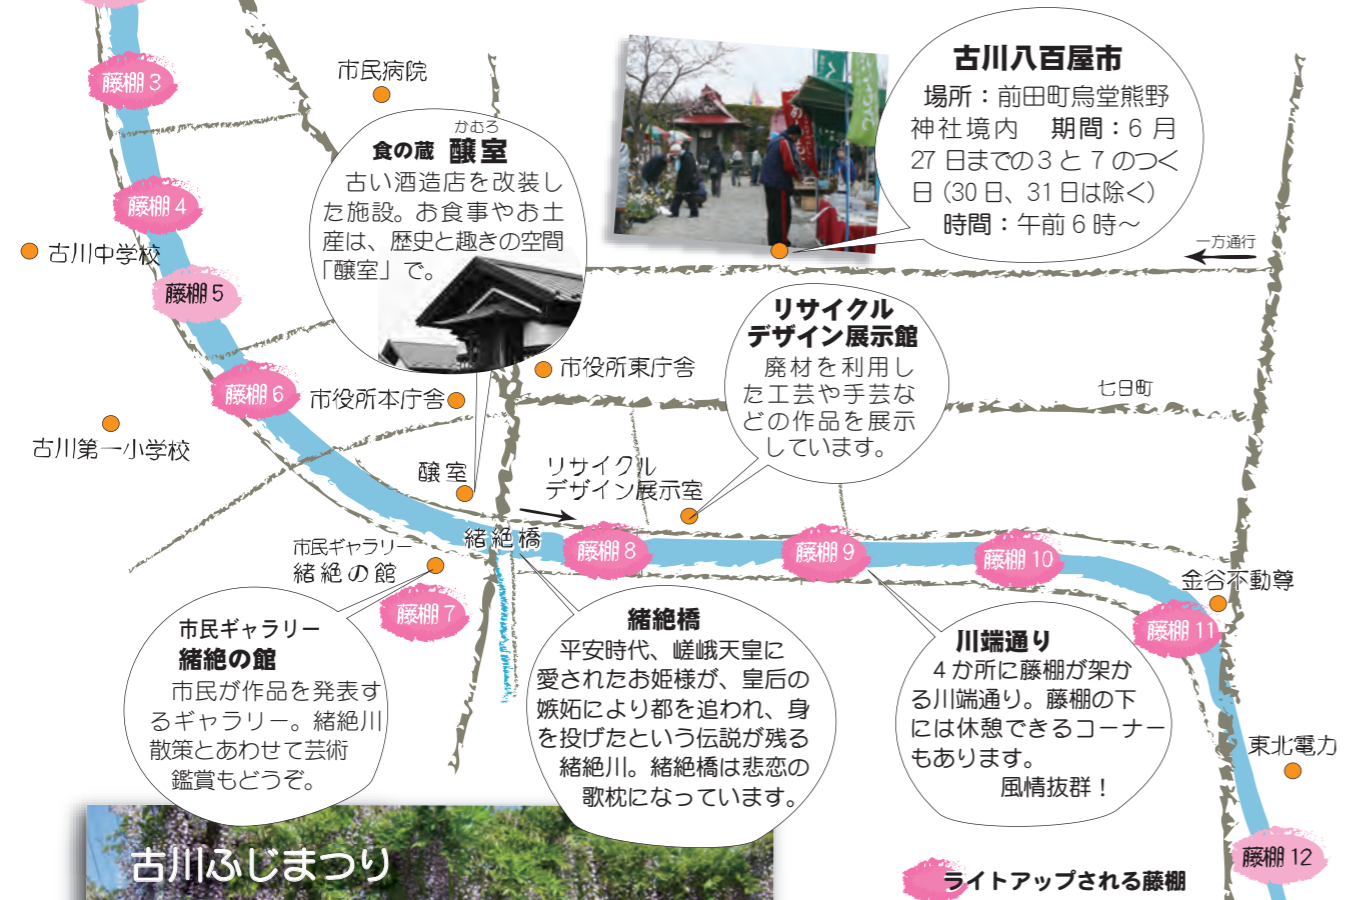 藤棚3
市民病院
かむろ
食の蔵 醸室
古い酒造店を改装し
た施設。お食事やお土
産は、歴史と趣きの空間
「醸室」で。
古川八百屋市
場所：前田町烏堂熊野
神社境内 期間：6月
27日までの3と7のつく
日（30日、31日は除く）
時間：午前6時～
一方通行
藤棚4
古川中学校
藤棚5
リサイクル
デザイン展示館
廃材を利用し
た工芸や手芸な
どの作品を展示
しています。
市役所東庁舎
藤棚6
市役所本庁舎
七日町
古川第一小学校
醸室
リサイクル
デザイン展示室
緒絶橋
藤棚8
藤棚9
藤棚10
市民ギャラリー
緒絶の館
藤棚7
金谷不動尊
藤棚11
市民ギャラリー
緒絶の館
市民が作品を発表す
るギャラリー。緒絶川
散策とあわせて芸術
鑑賞もどうぞ。
緒絶橋
平安時代、嵯峨天皇に
愛されたお姫様が、皇后の
嫉妬により都を追われ、身
を投げたという伝説が残る
緒絶川。緒絶橋は悲恋の
歌枕になっています。
川端通り
4か所に藤棚が架か
る川端通り。藤棚の下
には休憩できるコーナー
もあります。
風情抜群！
東北電力
藤棚12
古川ふじまつり
ライトアップされる藤棚